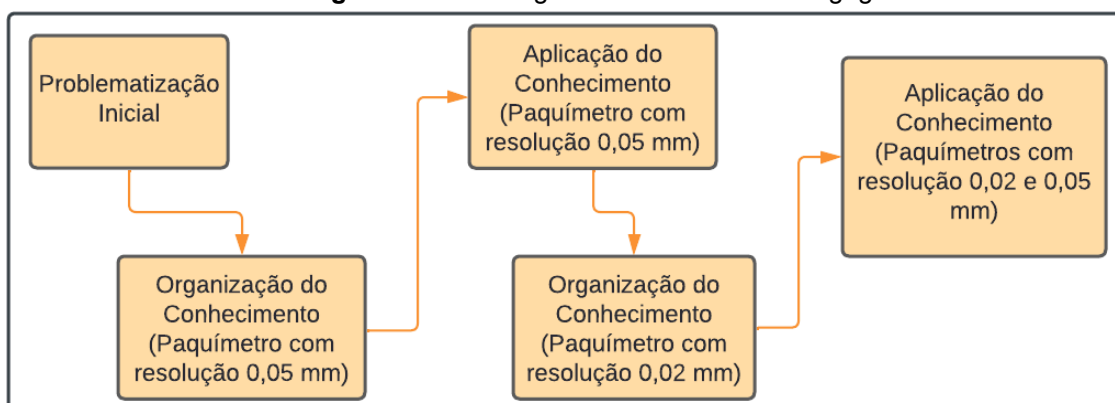 Problematização
Inicial
Organização do
Conhecimento
(Paquímetro com
resolução 0,05 mm)
Aplicação do
Conhecimento
(Paquímetro com
resolução 0,05 mm)
Organização do
Conhecimento
(Paquímetro com
resolução 0,02 mm)
Aplicação do
Conhecimento
(Paquímetros com
resolução 0,02 e 0,05
mm)